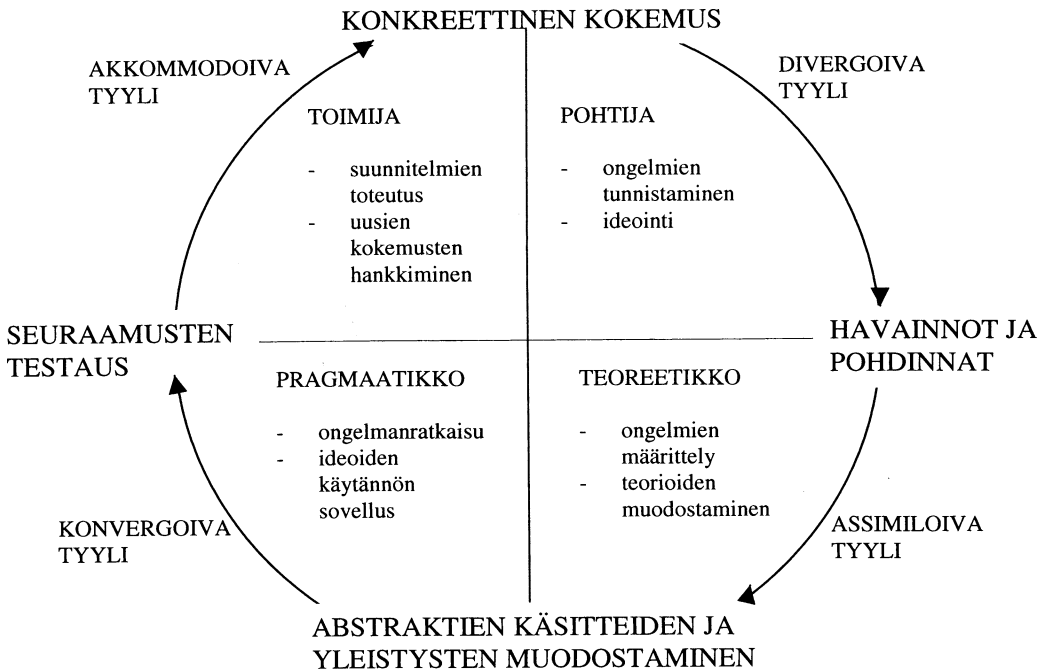 KONKREETTINEN KOKEMUS
AKKOMMODOIVA
TYYLI
DIVERGOIVA
TYYLI
TOIMIJA
- suunnitelmien
toteutus
- uusien
kokemusten
hankkiminen
POHTIJA
- ongelmien
tunnistaminen
- ideointi
SEURAAMUSTEN
TESTAUS
HAVAINNOT JA
POHDINNAT
PRAGMAATIKKO
- ongelmanratkaisu
- ideoiden
käytännön
sovellus
TEOREETIKKO
- ongelmien
määrittely
- teorioiden
muodostaminen
KONVERGOIVA
TYYLI
ASSIMILOIVA
TYYLI
ABSTRAKTIEN KÄSITTEIDEN JA
YLEISTYSTEN MUODOSTAMINEN